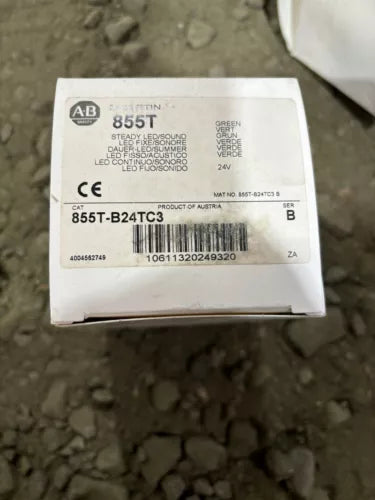 A-B
855T
STEADY LED/SOUND
LED FIXE/SONORE
DAUER-LED/SUMMER
LED FISSO/ACUSTICO
LED CONTINUO/SONORO
LED FIJO/SONIDO
GREEN
VERT
GRUN
VERDE
VERDE
VERDE
24V
CE
MAT NO. 855T-B24TC3 B
CAT
PRODUCT OF AUSTRIA
SER
855T-B24TC3
B
4004562749
10611320249320
ZA